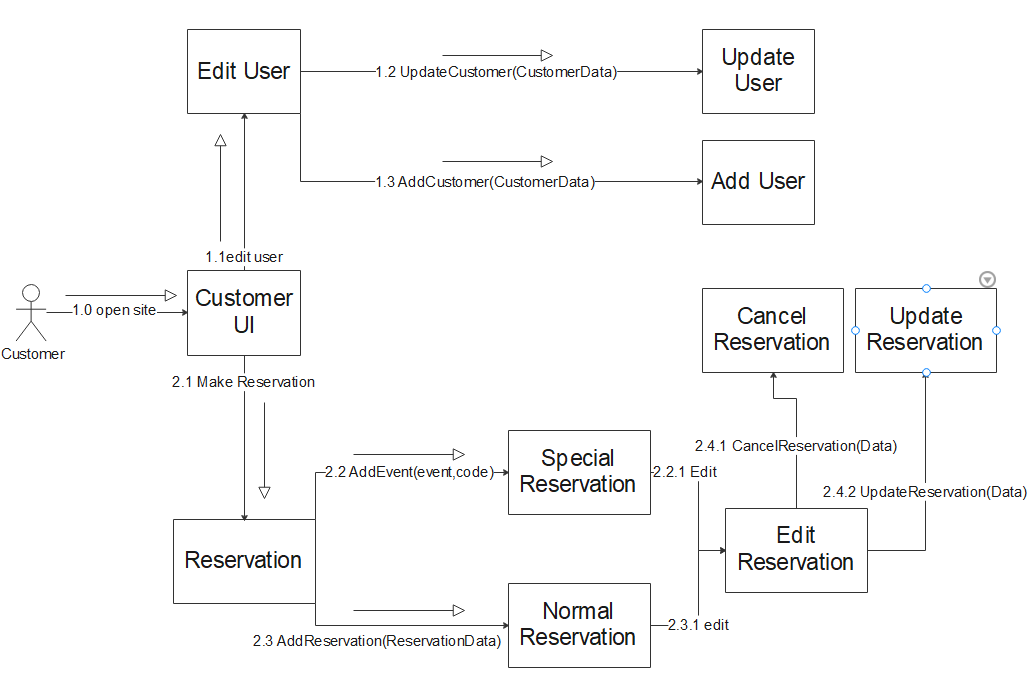 Edit User
1.2 UpdateCustomer(CustomerData)
Update
User
1.3 AddCustomer(CustomerData)
Add User
1.1edit user
Customer
UI
1.0 open site
Customer
2.1 Make Reservation
Cancel
Reservation
Update
Reservation
2.2 AddEvent(event,code)
Special
Reservation
2.2.1 Edit
2.4.1 CancelReservation(Data)
2.4.2 UpdateReservation(Data)
Reservation
Edit
Reservation
2.3 AddReservation(ReservationData)
Normal
Reservation
2.3.1 edit